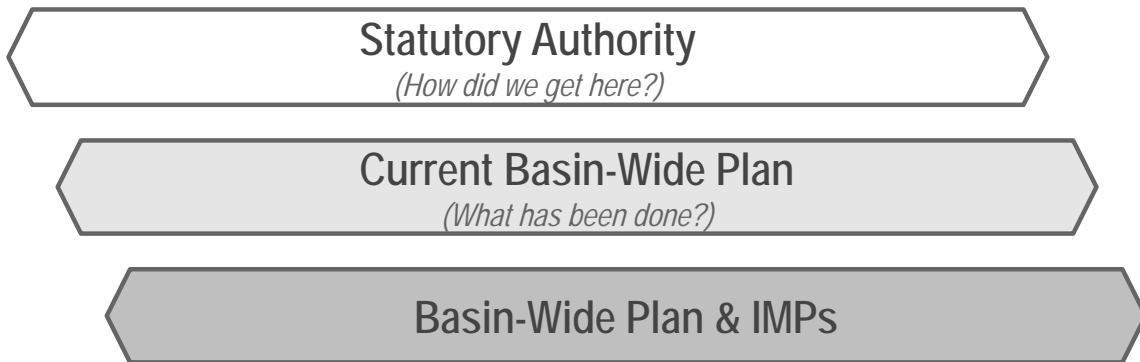 Statutory Authority
(How did we get here?)
Current Basin-Wide Plan
(What has been done?)
Basin-Wide Plan & IMPs